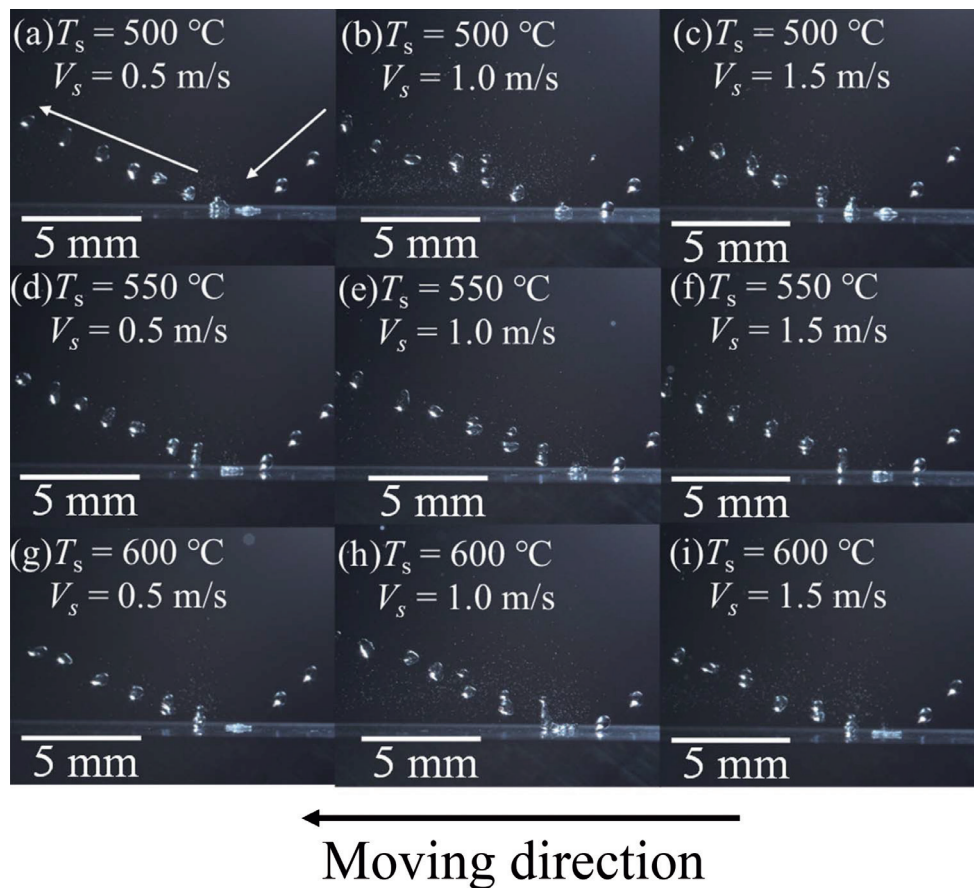 (a)Ts = 500 ℃
Vs = 0.5 m/s
5 mm
(b)Ts = 500 ℃
Vs = 1.0 m/s
5 mm
(c)Ts = 500 ℃
Vs = 1.5 m/s
5 mm
(d)Ts = 550 ℃
Vs = 0.5 m/s
5 mm
(e)Ts = 550 ℃
Vs = 1.0 m/s
5 mm
(f)Ts = 550 ℃
Vs = 1.5 m/s
5 mm
(g)Ts = 600 ℃
Vs = 0.5 m/s
5 mm
(h)Ts = 600 ℃
Vs = 1.0 m/s
5 mm
(i)Ts = 600 ℃
Vs = 1.5 m/s
5 mm
Moving direction